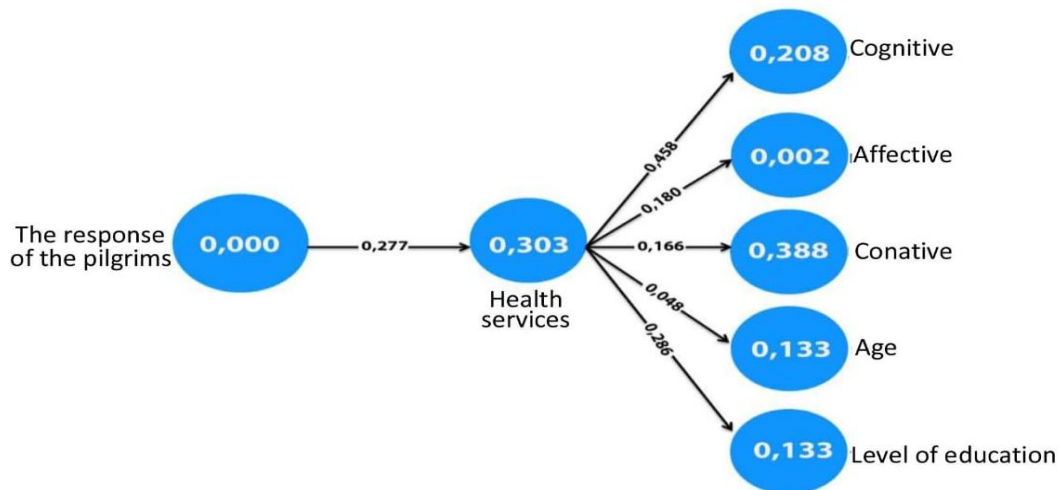 0,208
Cognitive
0,458
0,002
Affective
0,180
The response
of the pilgrims
0,000
0,277
0,303
Health
services
0,166
0,388
Conative
0,048
0,133
Age
0,286
0,133
Level of education